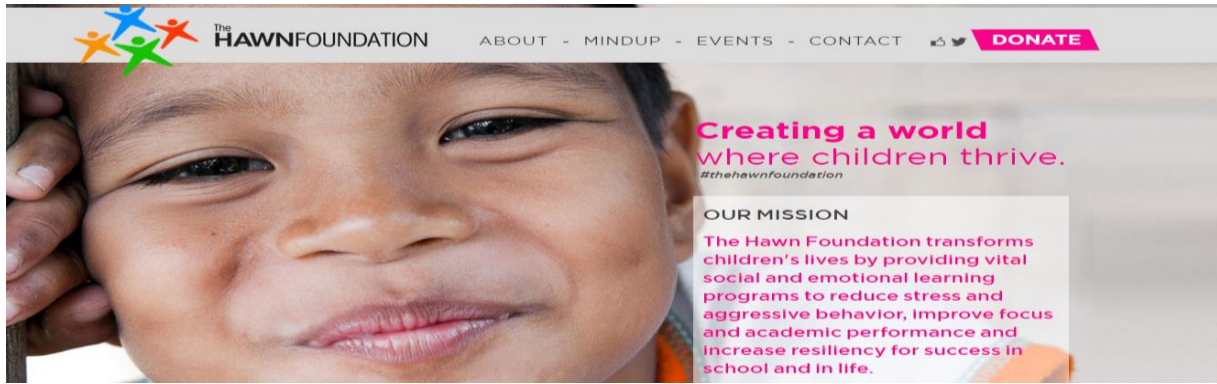 The
HAWNFOUNDATION
ABOUT - MINDUP - EVENTS - CONTACT
DONATE
Creating a world
where children thrive.
#thehawnfoundation
OUR MISSION
The Hawn Foundation transforms
children's lives by providing vital
social and emotional learning
programs to reduce stress and
aggressive behavior, improve focus
and academic performance and
increase resiliency for success in
school and in life.